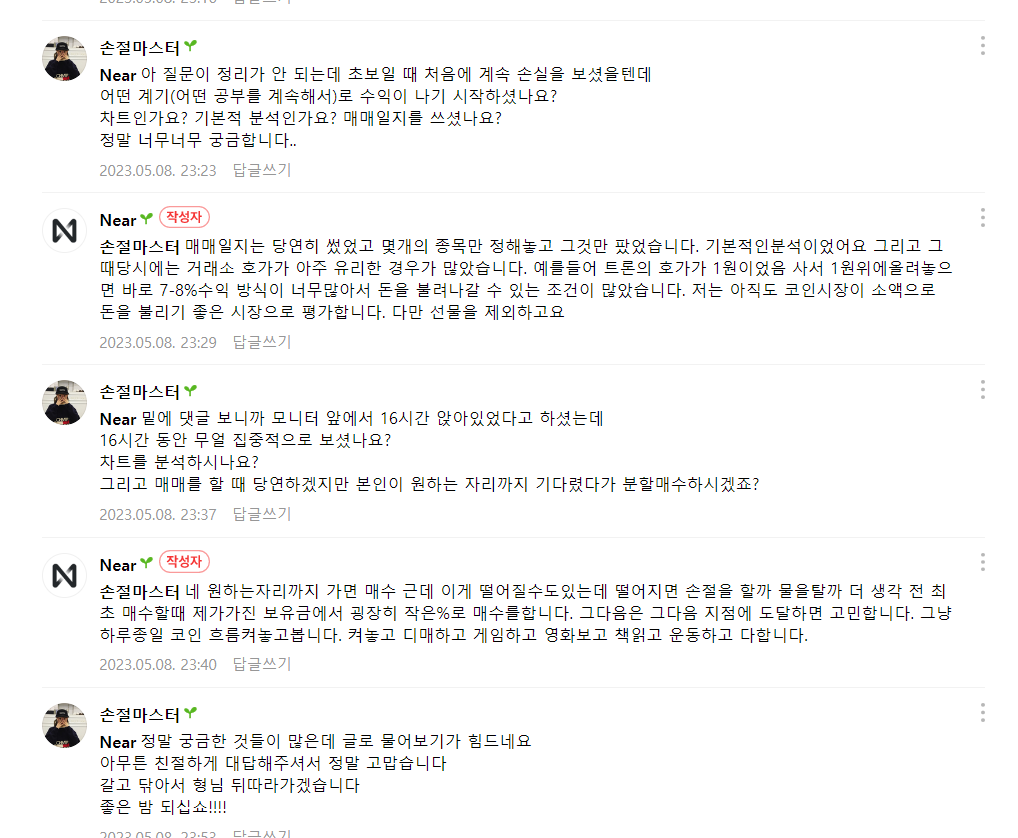 손절마스터
Near 아 질문이 정리가 안 되는데 초보일 때 처음에 계속 손실을 보셨을텐데
어떤 계기(어떤 공부를 계속해서)로 수익이 나기 시작하셨나요?
차트인가요? 기본적 분석인가요? 매매일지를 쓰셨나요?
정말 너무너무 궁금합니다..
2023.05.08. 23:23 답글쓰기
Near 작성자
손절마스터 매매일지는 당연히 썼었고 몇개의 종목만 정해놓고 그것만 팠었습니다. 기본적인분석이었어요 그리고 그
때당시에는 거래소 호가가 아주 유리한 경우가 많았습니다. 예를들어 트론의 호가가 1원이었음 사서 1원위에올려놓으
면 바로 7-8%수익 방식이 너무많아서 돈을 불려나갈 수 있는 조건이 많았습니다. 저는 아직도 코인시장이 소액으로
돈을 불리기 좋은 시장으로 평가합니다. 다만 선물을 제외하고요
2023.05.08. 23:29 답글쓰기
손절마스터
Near 밑에 댓글 보니까 모니터 앞에서 16시간 앉아있었다고 하셨는데
16시간 동안 무얼 집중적으로 보셨나요?
차트를 분석하시나요?
그리고 매매를 할 때 당연하겠지만 본인이 원하는 자리까지 기다렸다가 분할매수하시겠죠?
2023.05.08. 23:37 답글쓰기
Near 작성자
손절마스터 네 원하는자리까지 가면 매수 근데 이게 떨어질수도있는데 떨어지면 손절을 할까 물을탈까 더 생각 전 최
초 매수할때 제가가진 보유금에서 굉장히 작은%로 매수를합니다. 그다음은 그다음 지점에 도달하면 고민합니다. 그냥
하루종일 코인 흐름켜놓고봅니다. 켜놓고 디매하고 게임하고 영화보고 책읽고 운동하고 다합니다.
2023.05.08. 23:40 답글쓰기
손절마스터
Near 정말 궁금한 것들이 많은데 글로 물어보기가 힘드네요
아무튼 친절하게 대답해주셔서 정말 고맙습니다
갈고 닦아서 형님 뒤따라가겠습니다
좋은 밤 되십쇼!!!!